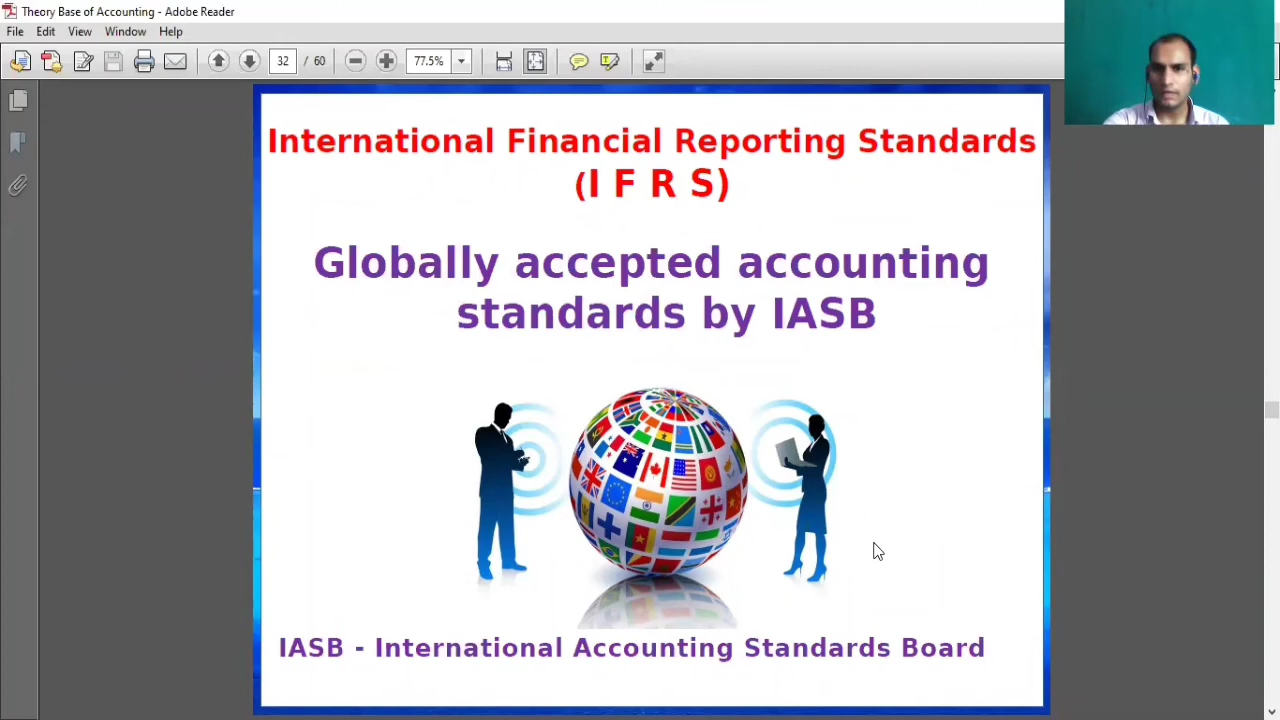 Theory Base of Accounting - Adobe Reader
File Edit View Window Help
32 / 60 77.5%
International Financial Reporting Standards
(I F R S)
Globally accepted accounting
standards by IASB
IASB - International Accounting Standards Board